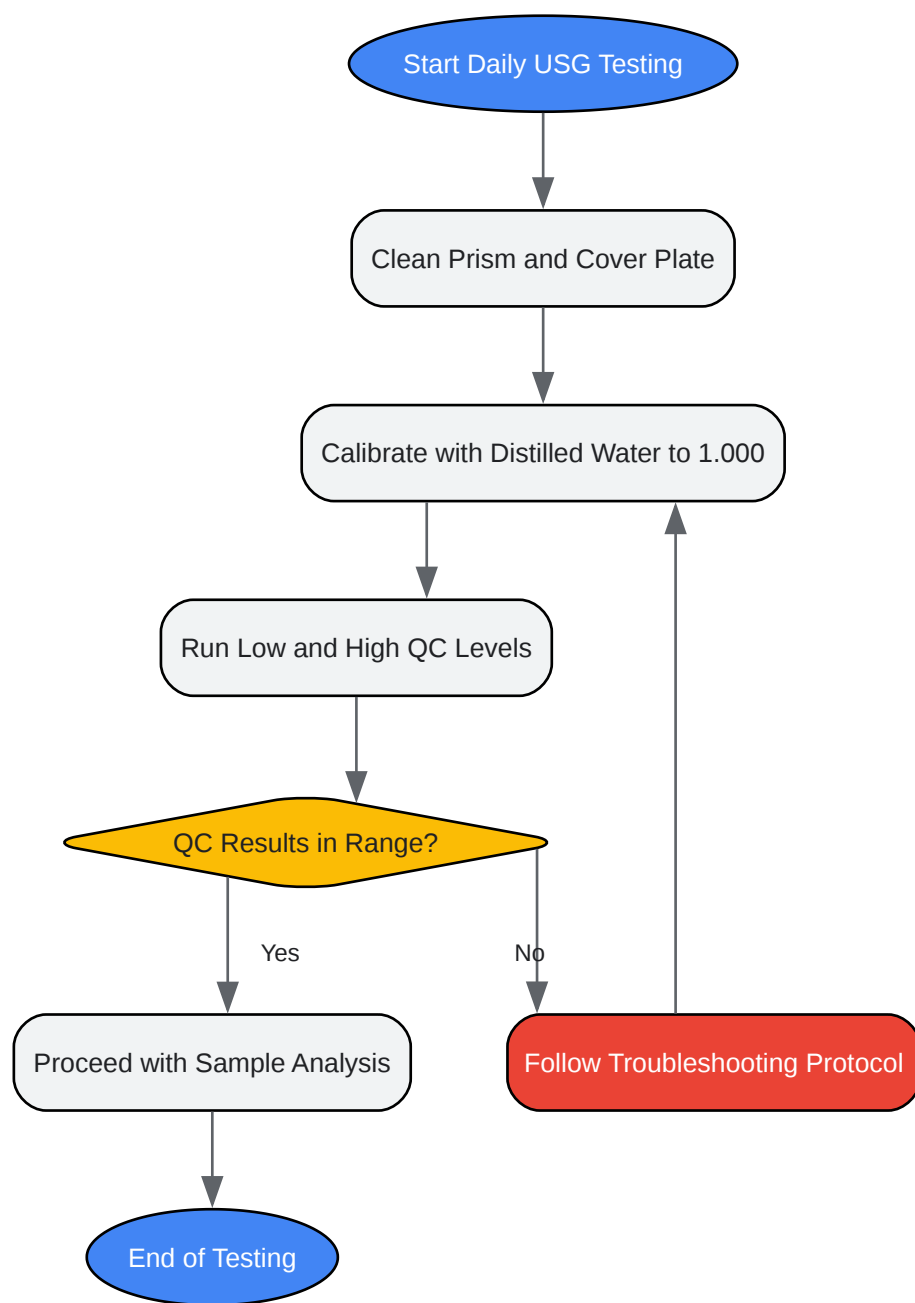 Start Daily USG Testing
Clean Prism and Cover Plate
Calibrate with Distilled Water to 1.000
Run Low and High QC Levels
QC Results in Range?
Yes
No
Proceed with Sample Analysis
Follow Troubleshooting Protocol
End of Testing